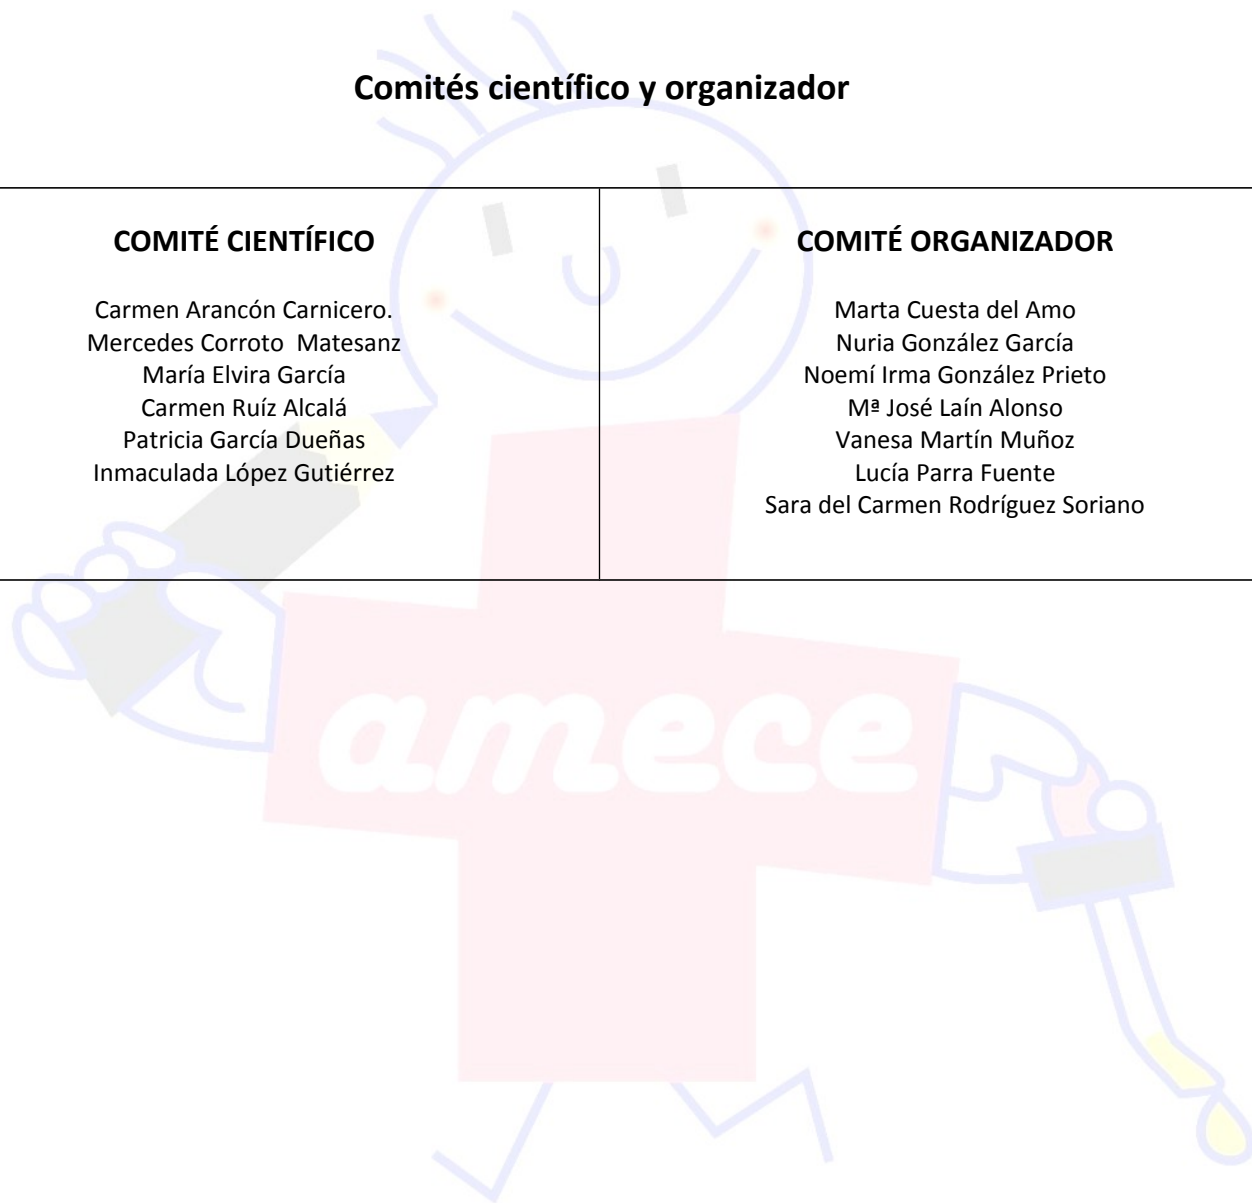 Comités científico y organizador
COMITÉ CIENTÍFICO
Carmen Arancón Carnicero.
Mercedes Corroto  Matesanz
María Elvira García
Carmen Ruíz Alcalá
Patricia García Dueñas
Inmaculada López Gutiérrez
COMITÉ ORGANIZADOR
Marta Cuesta del Amo
Nuria González García
Noemí Irma González Prieto
Mª José Laín Alonso
Vanesa Martín Muñoz
Lucía Parra Fuente
Sara del Carmen Rodríguez Soriano
amece